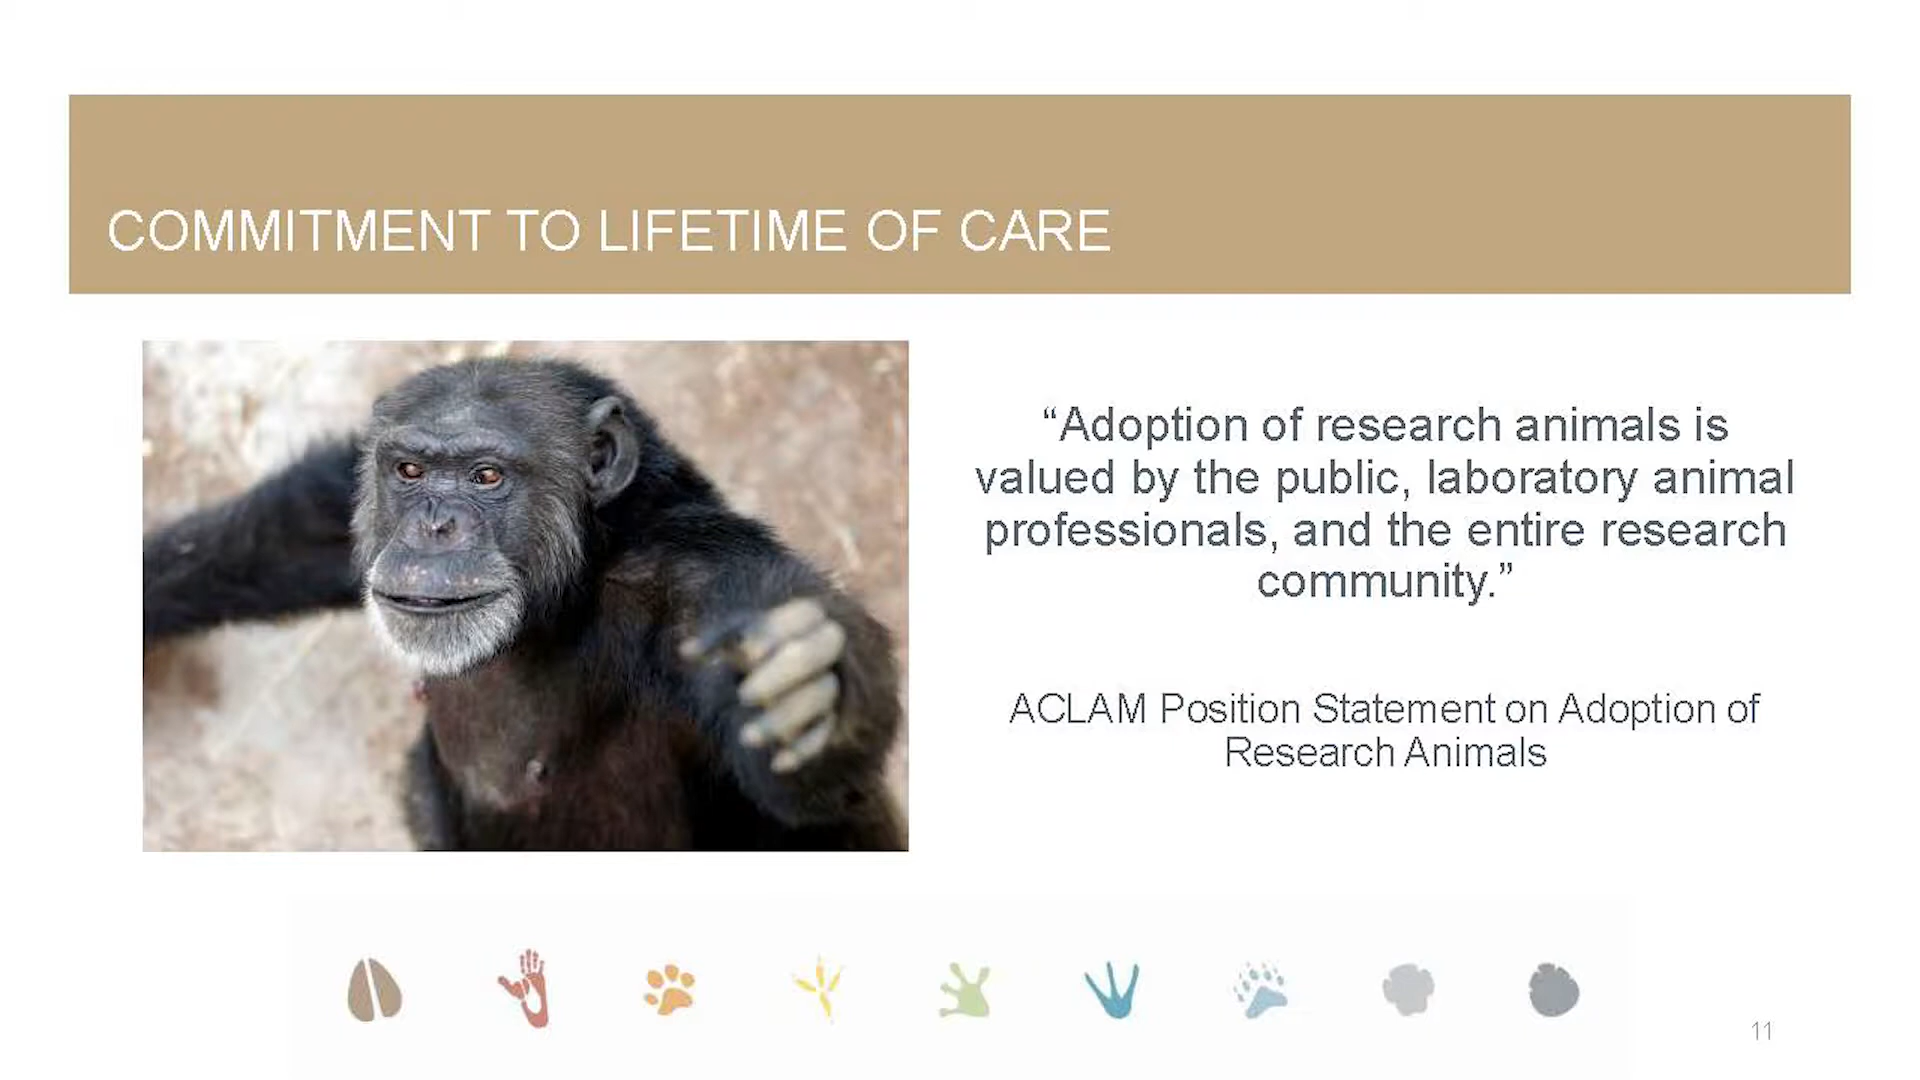 COMMITMENT TO LIFETIME OF CARE
“Adoption of research animals is
valued by the public, laboratory animal
professionals, and the entire research
community.”
ACLAM Position Statement on Adoption of
Research Animals
11